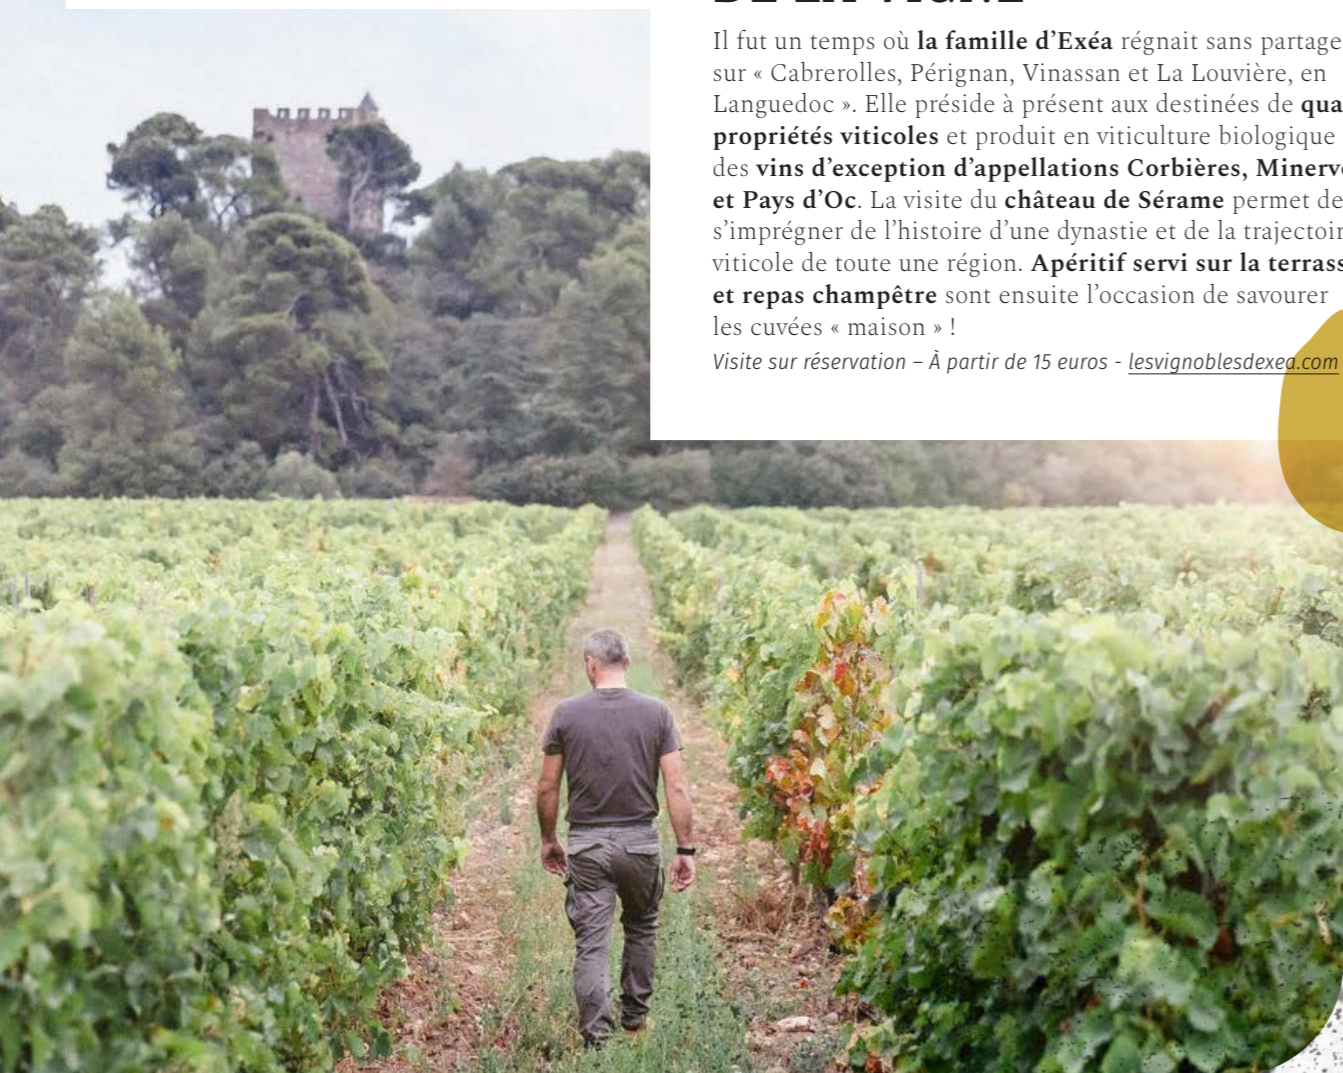 DE LA VIGNE
Il fut un temps où la famille d’Exéa régnait sans partage
sur « Cabrerolles, Pérignan, Vinassan et La Louvière, en
Languedoc ». Elle préside à présent aux destinées de
propriétés viticoles et produit en viticulture biologique
des vins d’exception d’appellations Corbières,
et Pays d’Oc. La visite du château de Sérame permet de
s’imprégner de l’histoire d’une dynastie et de la
viticole de toute une région. Apéritif servi sur la
et repas champêtre sont ensuite l’occasion de savourer
les cuvées « maison » !
Visite sur réservation – À partir de 15 euros - lesvignoblesdexea.com